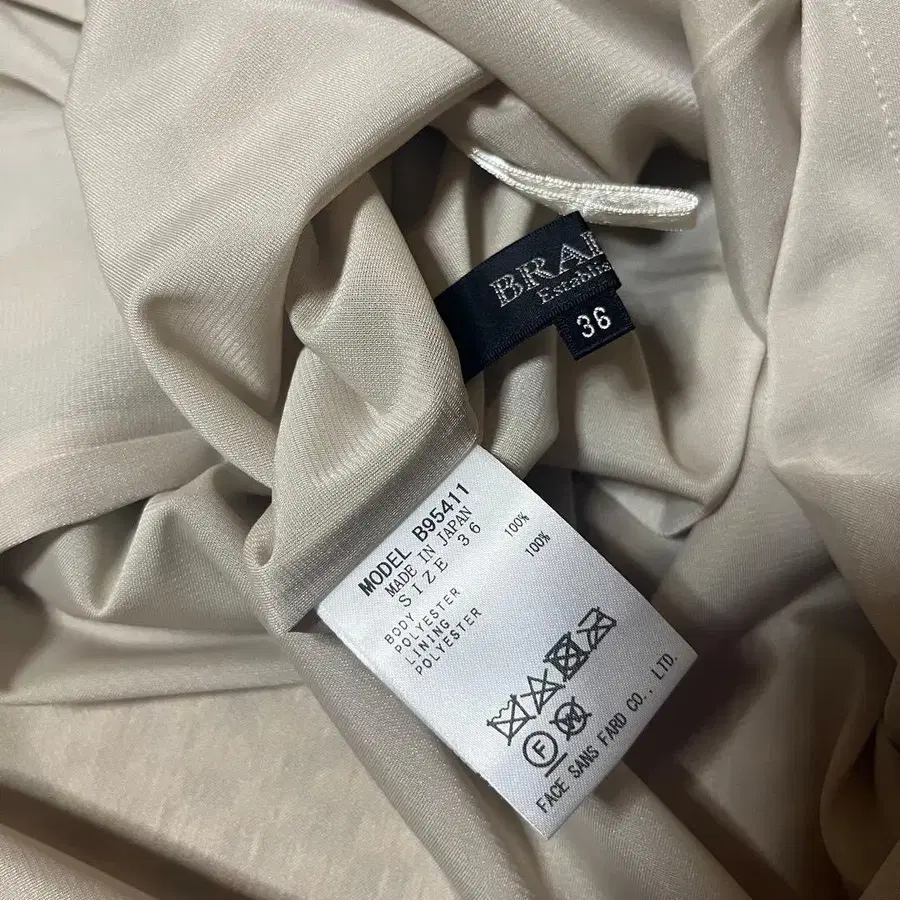 Establis
36
MODEL B95411
MADE IN JAPAN
SIZE 36
BODY
POLYESTER 100%
LINING
POLYESTER 100%
F
W
FACE SANS FARD CO., LTD.